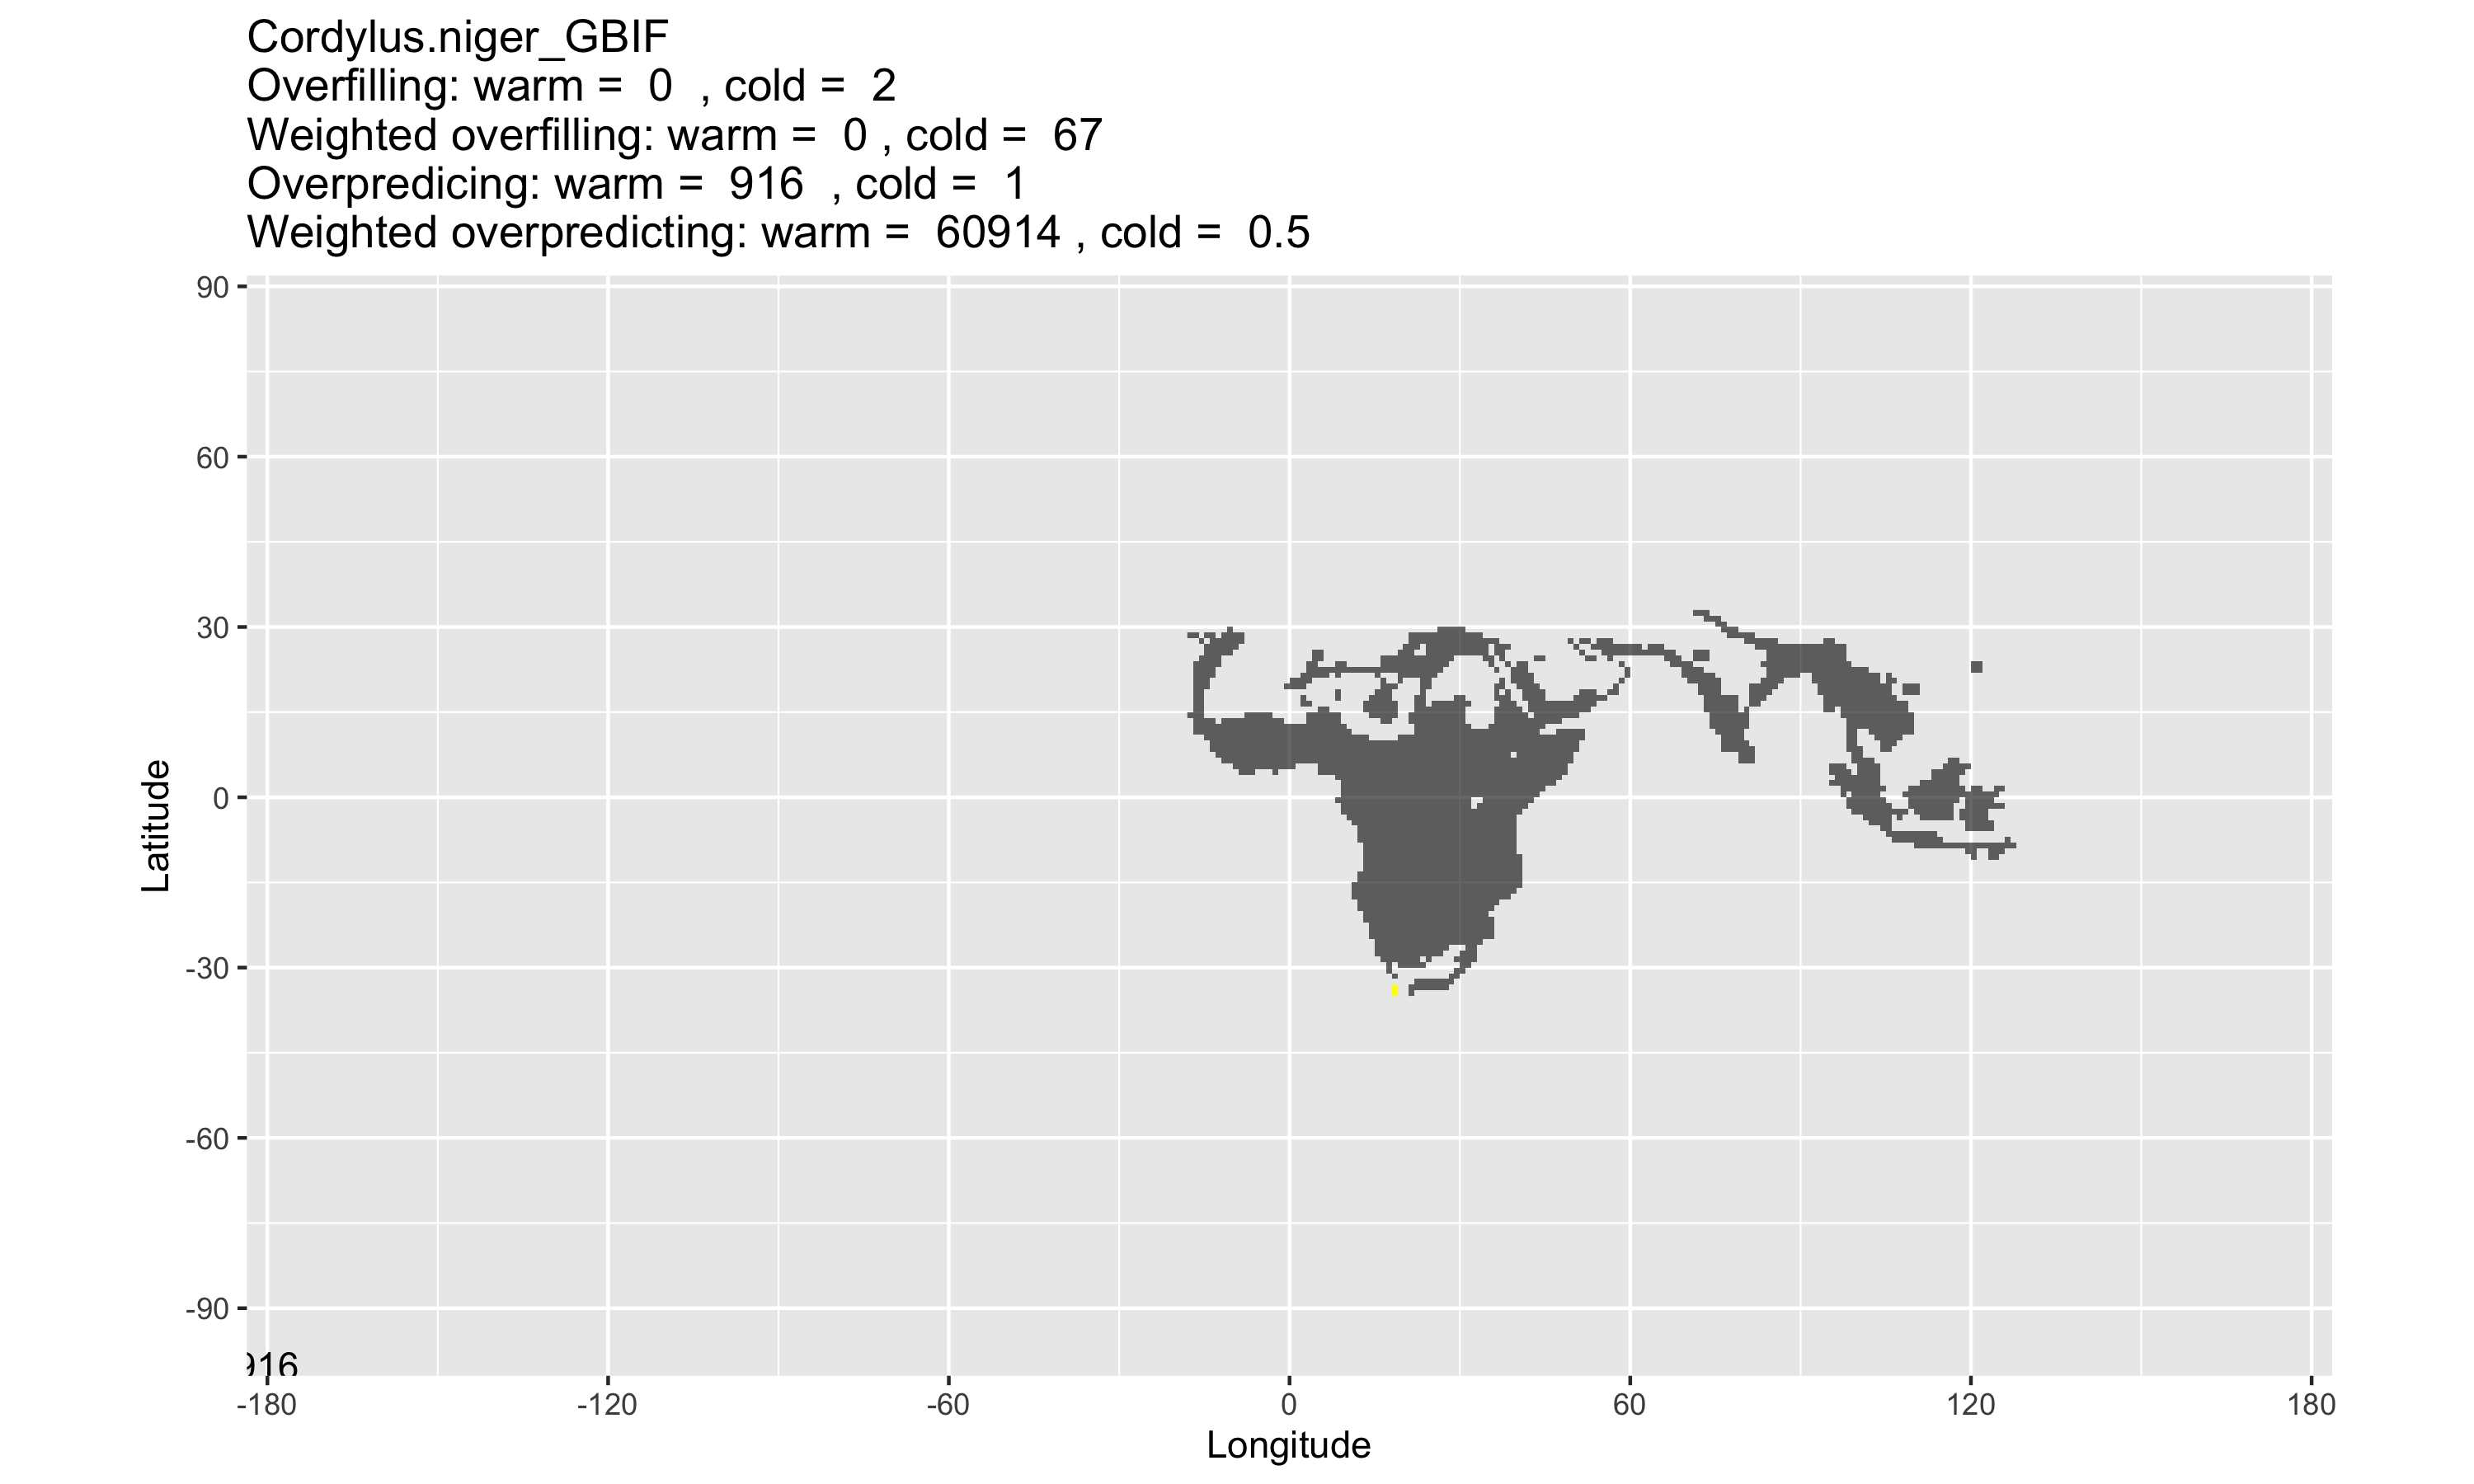 Cordylus.niger_GBIF
Overfilling: warm = 0 , cold = 2
Weighted overfilling: warm = 0 , cold = 67
Overpredicing: warm = 916 , cold = 1
Weighted overpredicting: warm = 60914 , cold = 0.5
90
60
30
0
-30
-60
-90
Latitude
916
-180 -120 -60 0 60 120 180
Longitude